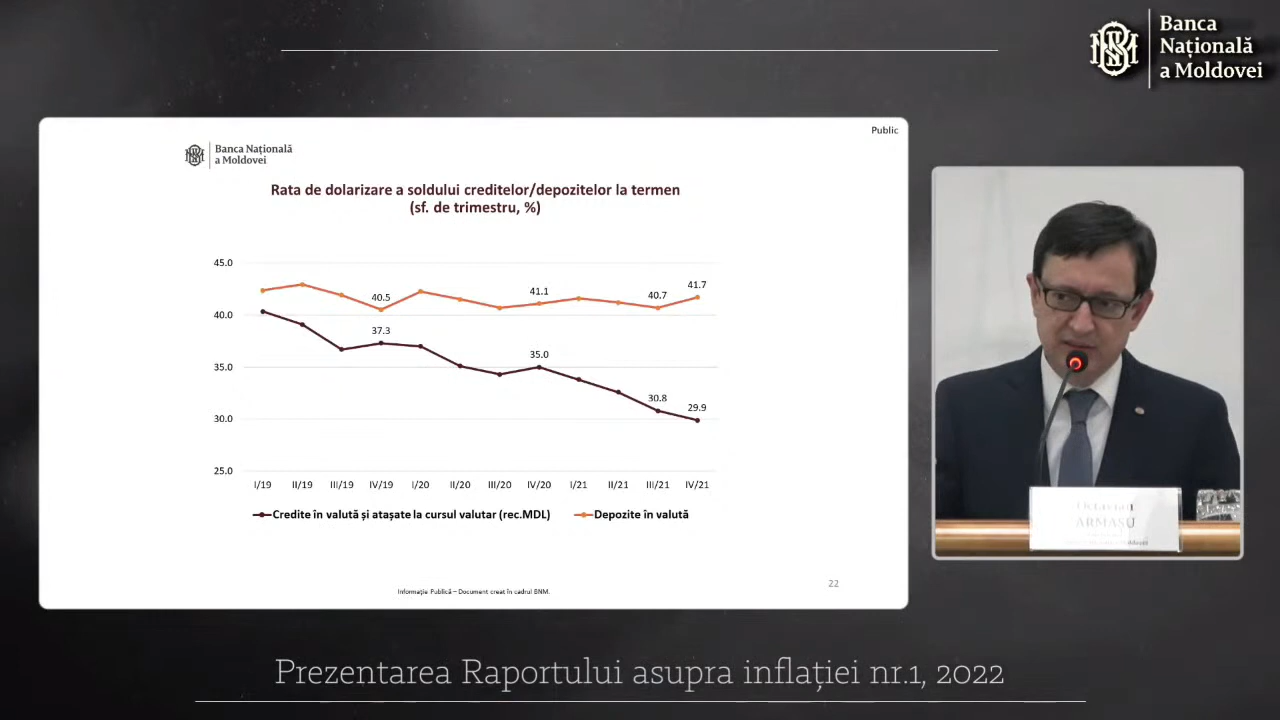 Banca
Națională
a Moldovei
Public
Banca Națională
a Moldovei
Rata de dolarizare a soldului creditelor/depozitelor la termen
(sf. de trimestru, %)
45.0
40.0
35.0
30.0
25.0
40.5
41.1
40.7
41.7
37.3
35.0
30.8
29.9
I/19 II/19 III/19 IV/19 I/20 II/20 III/20 IV/20 I/21 II/21 III/21 IV/21
Credite în valută și atașate la cursul valutar (rec.MDL) Depozite în valută
22
Informație Publică – Document creat în cadrul BNM.
Octavian
ARMAȘU
Prezentarea Raportului asupra inflației nr.1, 2022